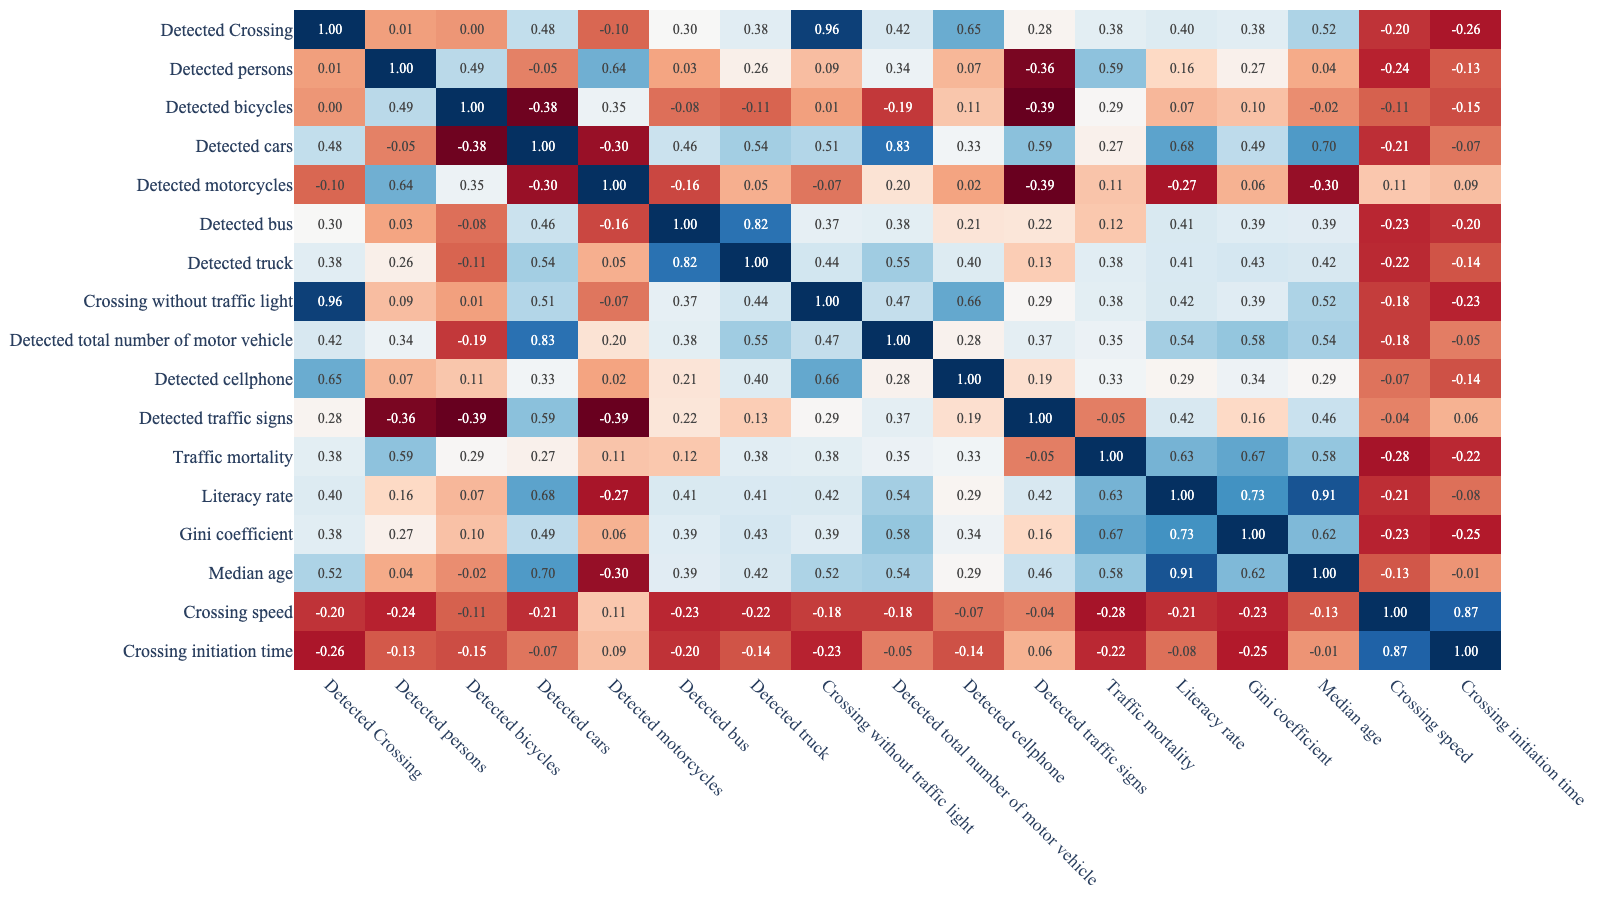 Detected Crossing 1.00 0.01 0.00 0.48 -0.10 0.30 0.38 0.96 0.42 0.65 0.28 0.38 0.40 0.38 0.52 -0.20 -0.26
Detected persons 0.01 1.00 0.49 -0.05 0.64 0.03 0.26 0.09 0.34 0.07 -0.36 0.59 0.16 0.27 0.04 -0.24 -0.13
Detected bicycles 0.00 0.49 1.00 -0.38 0.35 -0.08 -0.11 0.01 -0.19 0.11 -0.39 0.29 0.07 0.10 -0.02 -0.11 -0.15
Detected cars 0.48 -0.05 -0.38 1.00 -0.30 0.46 0.54 0.51 0.83 0.33 0.59 0.27 0.68 0.49 0.70 -0.21 -0.07
Detected motorcycles -0.10 0.64 0.35 -0.30 1.00 -0.16 0.05 -0.07 0.20 0.02 -0.39 0.11 -0.27 0.06 -0.30 0.11 0.09
Detected bus 0.30 0.03 -0.08 0.46 -0.16 1.00 0.82 0.37 0.38 0.21 0.22 0.12 0.41 0.39 0.39 -0.23 -0.20
Detected truck 0.38 0.26 -0.11 0.54 0.05 0.82 1.00 0.44 0.55 0.40 0.13 0.38 0.41 0.43 0.42 -0.22 -0.14
Crossing without traffic light 0.96 0.09 0.01 0.51 -0.07 0.37 0.44 1.00 0.47 0.66 0.29 0.38 0.42 0.39 0.52 -0.18 -0.23
Detected total number of motor vehicle 0.42 0.34 -0.19 0.83 0.20 0.38 0.55 0.47 1.00 0.28 0.37 0.35 0.54 0.58 0.54 -0.18 -0.05
Detected cellphone 0.65 0.07 0.11 0.33 0.02 0.21 0.40 0.66 0.28 1.00 0.19 0.33 0.29 0.34 0.29 -0.07 -0.14
Detected traffic signs 0.28 -0.36 -0.39 0.59 -0.39 0.22 0.13 0.29 0.37 0.19 1.00 -0.05 0.42 0.16 0.46 -0.04 0.06
Traffic mortality 0.38 0.59 0.29 0.27 0.11 0.12 0.38 0.38 0.35 0.33 -0.05 1.00 0.63 0.67 0.58 -0.28 -0.22
Literacy rate 0.40 0.16 0.07 0.68 -0.27 0.41 0.41 0.42 0.54 0.29 0.42 0.63 1.00 0.73 0.91 -0.21 -0.08
Gini coefficient 0.38 0.27 0.10 0.49 0.06 0.39 0.43 0.39 0.58 0.34 0.16 0.67 0.73 1.00 0.62 -0.23 -0.25
Median age 0.52 0.04 -0.02 0.70 -0.30 0.39 0.42 0.52 0.54 0.29 0.46 0.58 0.91 0.62 1.00 -0.13 -0.01
Crossing speed -0.20 -0.24 -0.11 -0.21 0.11 -0.23 -0.22 -0.18 -0.18 -0.07 -0.04 -0.28 -0.21 -0.23 -0.13 1.00 0.87
Crossing initiation time -0.26 -0.13 -0.15 -0.07 0.09 -0.20 -0.14 -0.23 -0.05 -0.14 0.06 -0.22 -0.08 -0.25 -0.01 0.87 1.00
Detected Crossing
Detected persons
Detected bicycles
Detected cars
Detected motorcycles
Detected bus
Detected truck
Crossing without traffic light
Detected total number of motor vehicle
Detected cellphone
Detected traffic signs
Traffic mortality
Literacy rate
Gini coefficient
Median age
Crossing speed
Crossing initiation time